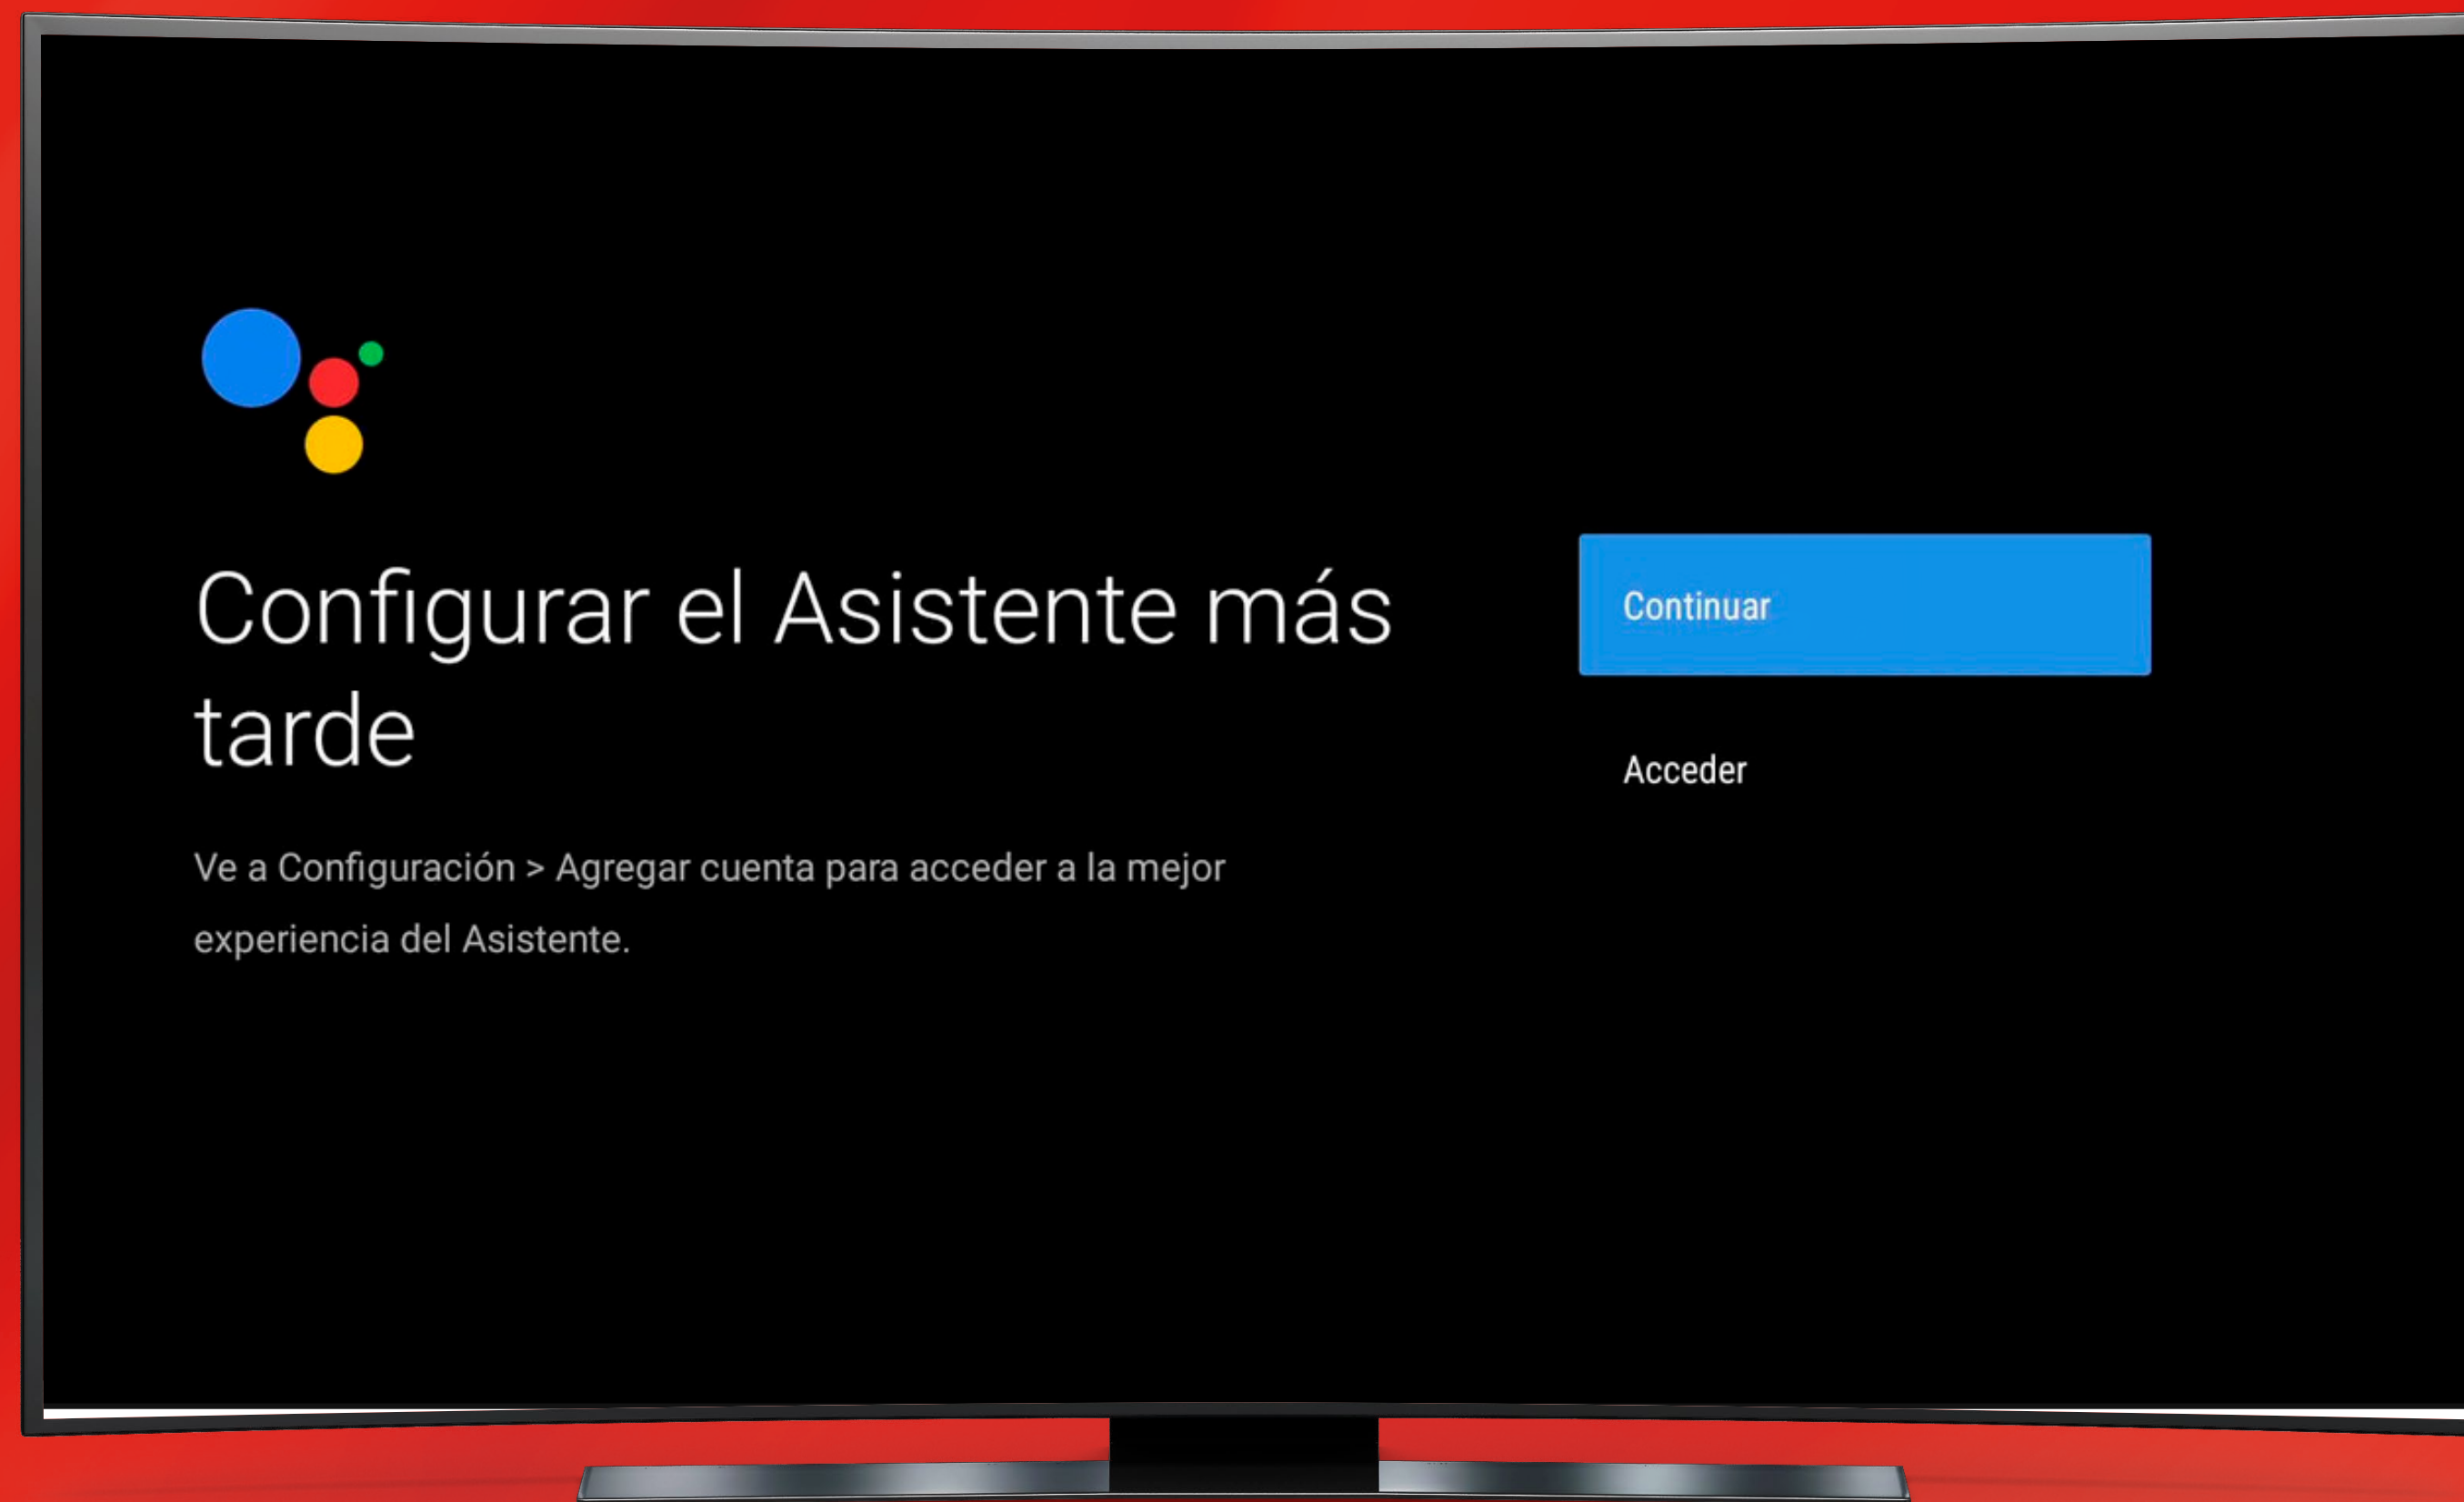 Configurar el Asistente más
tarde
Ve a Configuración > Agregar cuenta para acceder a la mejor
experiencia del Asistente.
Continuar
Acceder